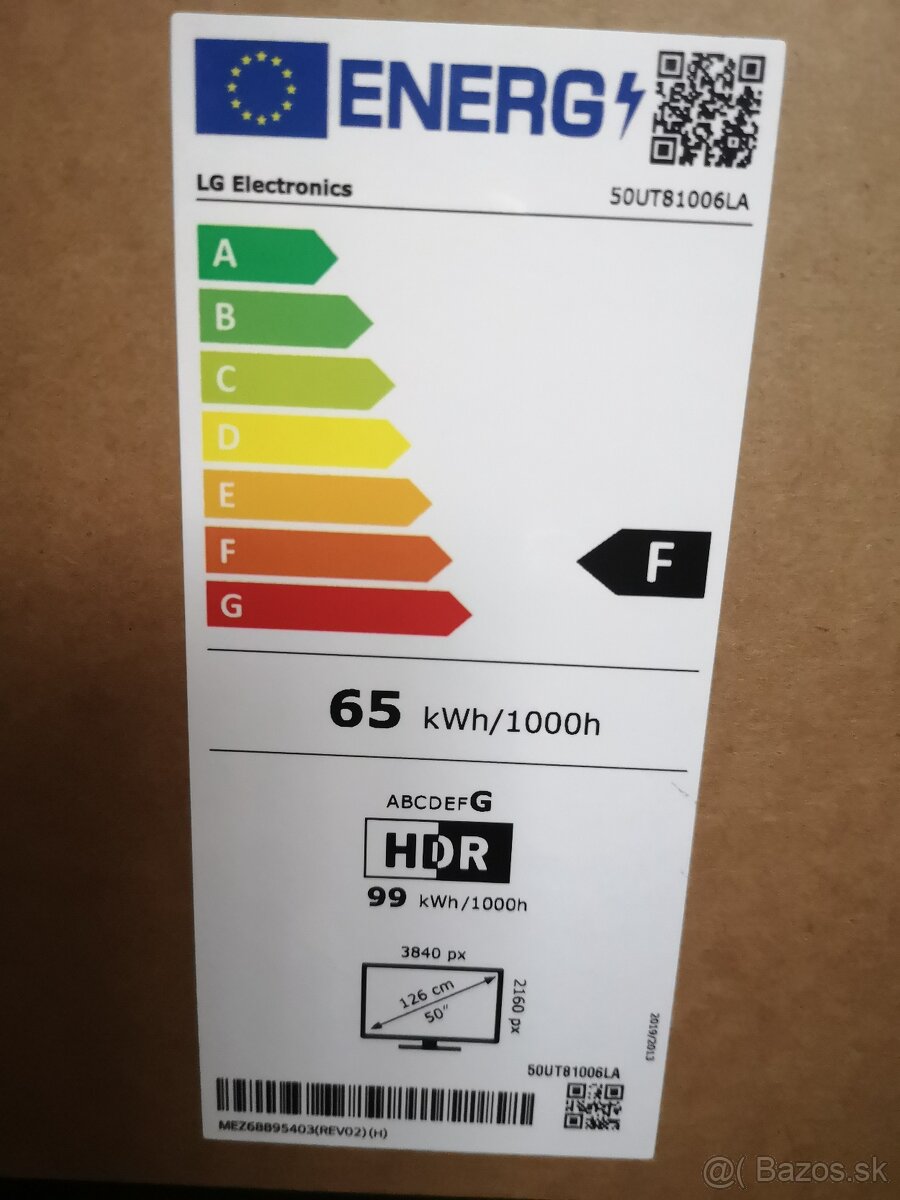 ENERG
LG Electronics
50UT81006LA
A
B
C
D
E
F
F
G
65 kWh/1000h
ABCDEFG
HDR
99 kWh/1000h
3840 px
126 cm
50"
2160 px
2019/2013
50UT81006LA
MEZ68895403(REV02)(H)
@( Bazos.sk